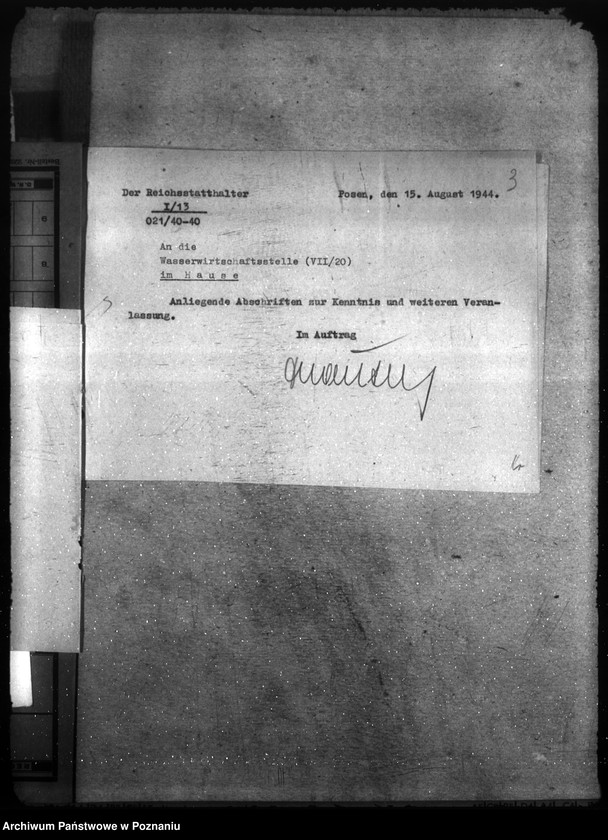 3
Der Reichsstatthalter Posen, den 15. August 1944.
I/13
021/40-40
An die
Wasserwirtschaftsstelle (VII/20)
im Hause
Anliegende Abschriften zur Kenntnis und weiteren Veran-
lassung.
Im Auftrag
Archiwum Państwowe w Poznaniu